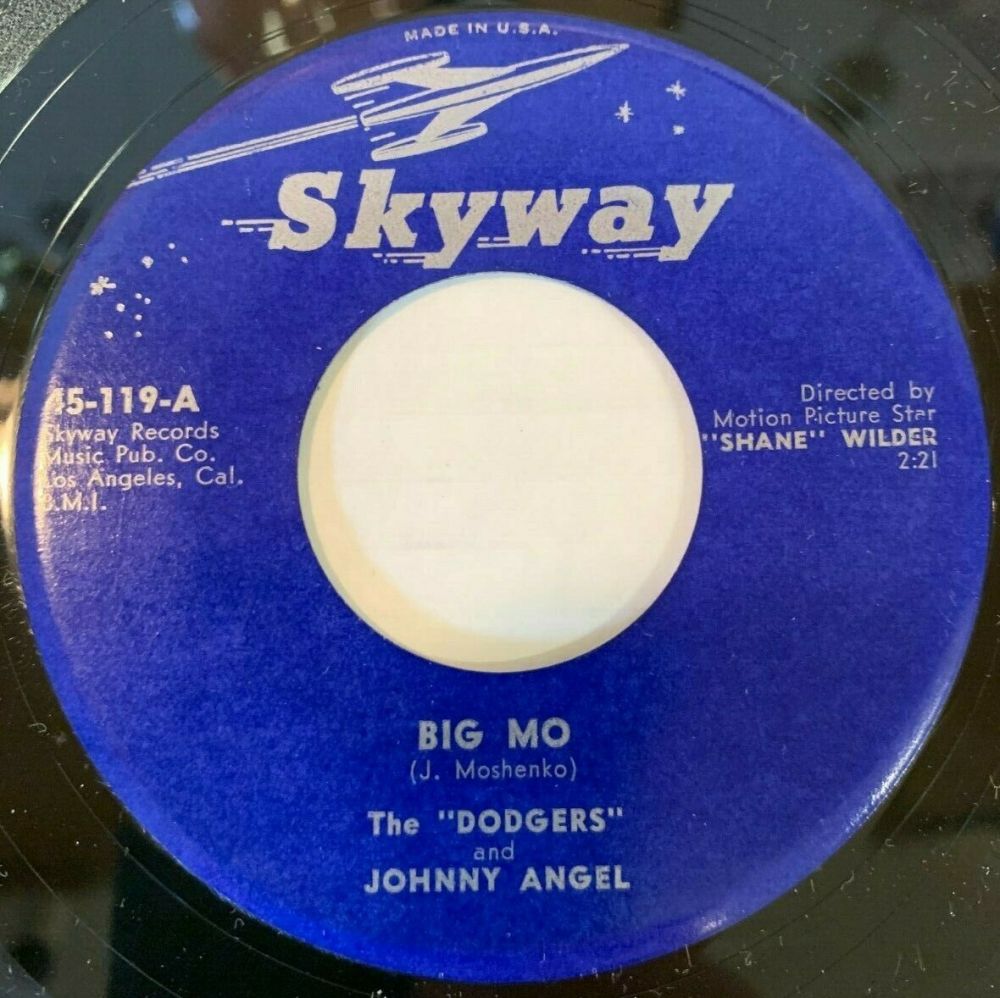 MADE IN U.S.A.
Skyway
45-119-A
Skyway Records
Music Pub. Co.
Los Angeles, Cal.
B.M.I.
Directed by
Motion Picture Star
"SHANE" WILDER
2:21
BIG MO
(J. Moshenko)
The "DODGERS"
and
JOHNNY ANGEL